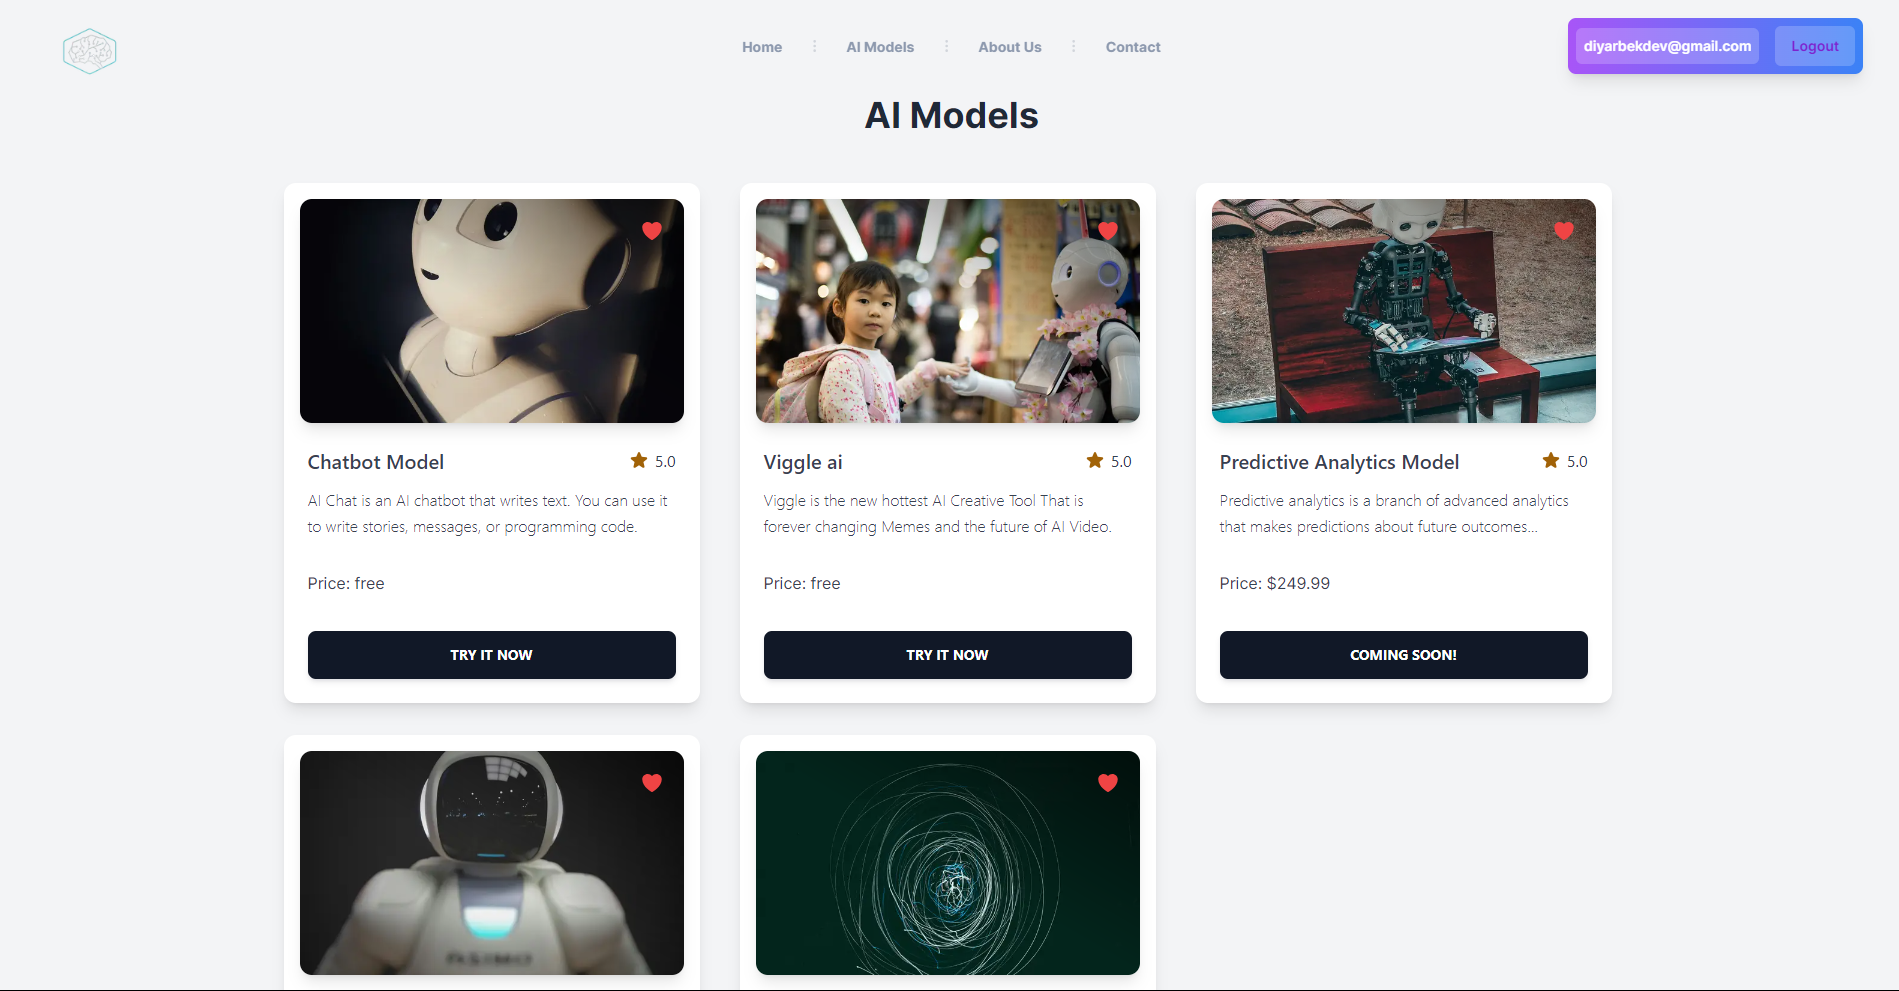 Home
AI Models
About Us
Contact
diyarbekdev@gmail.com
Logout
AI Models
Chatbot Model
5.0
AI Chat is an AI chatbot that writes text. You can use it
to write stories, messages, or programming code.
Price: free
TRY IT NOW
Viggle ai
5.0
Viggle is the new hottest AI Creative Tool That is
forever changing Memes and the future of AI Video.
Price: free
TRY IT NOW
Predictive Analytics Model
5.0
Predictive analytics is a branch of advanced analytics
that makes predictions about future outcomes...
Price: $249.99
COMING SOON!
ASIMO